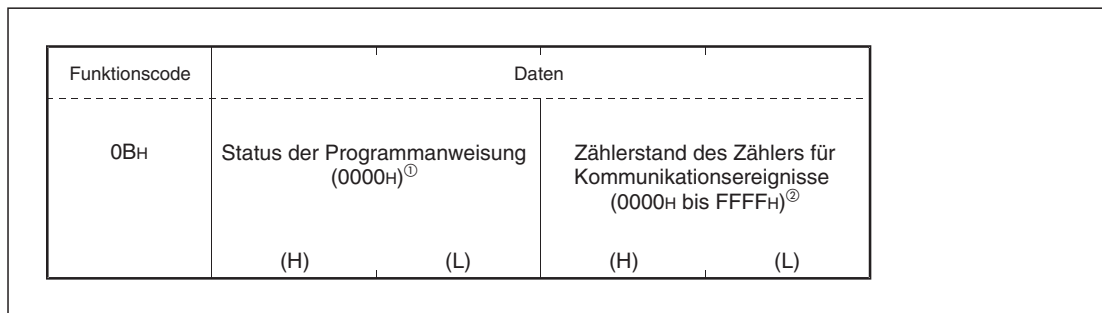 Funktionscode Daten
0BH Status der Programmanweisung Zählerstand des Zählers für
(0000H)① Kommunikationsereignisse
(0000H bis FFFFH)②
(H) (L) (H) (L)